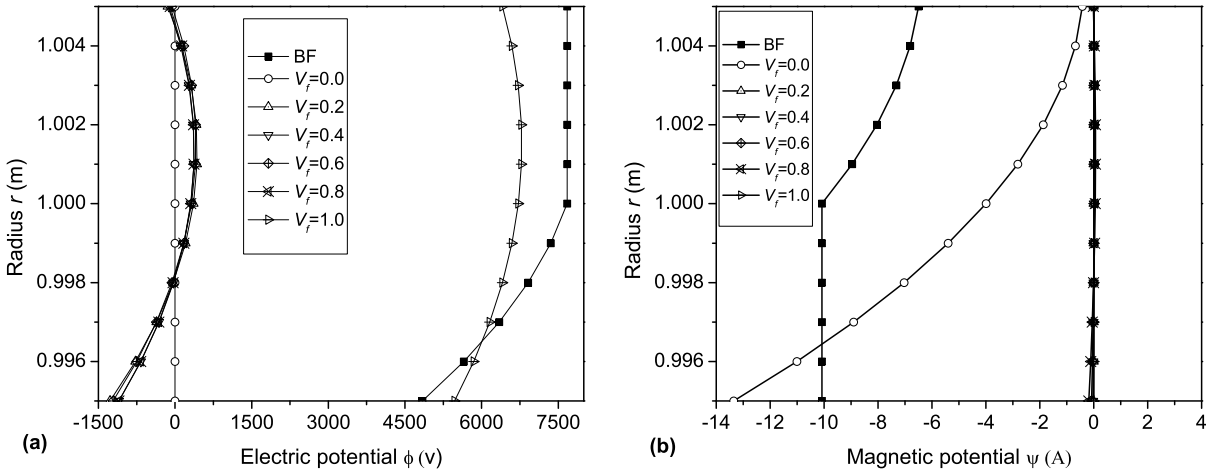 1.004
1.002
1.000
0.998
0.996
Radius r (m)
BF
V_f=0.0
V_f=0.2
V_f=0.4
V_f=0.6
V_f=0.8
V_f=1.0
-1500 0 1500 3000 4500 6000 7500
(a)
Electric potential ϕ (v)
1.004
1.002
1.000
0.998
0.996
Radius r (m)
BF
V_f=0.0
V_f=0.2
V_f=0.4
V_f=0.6
V_f=0.8
V_f=1.0
-14 -12 -10 -8 -6 -4 -2 0 2 4
(b)
Magnetic potential ψ (A)